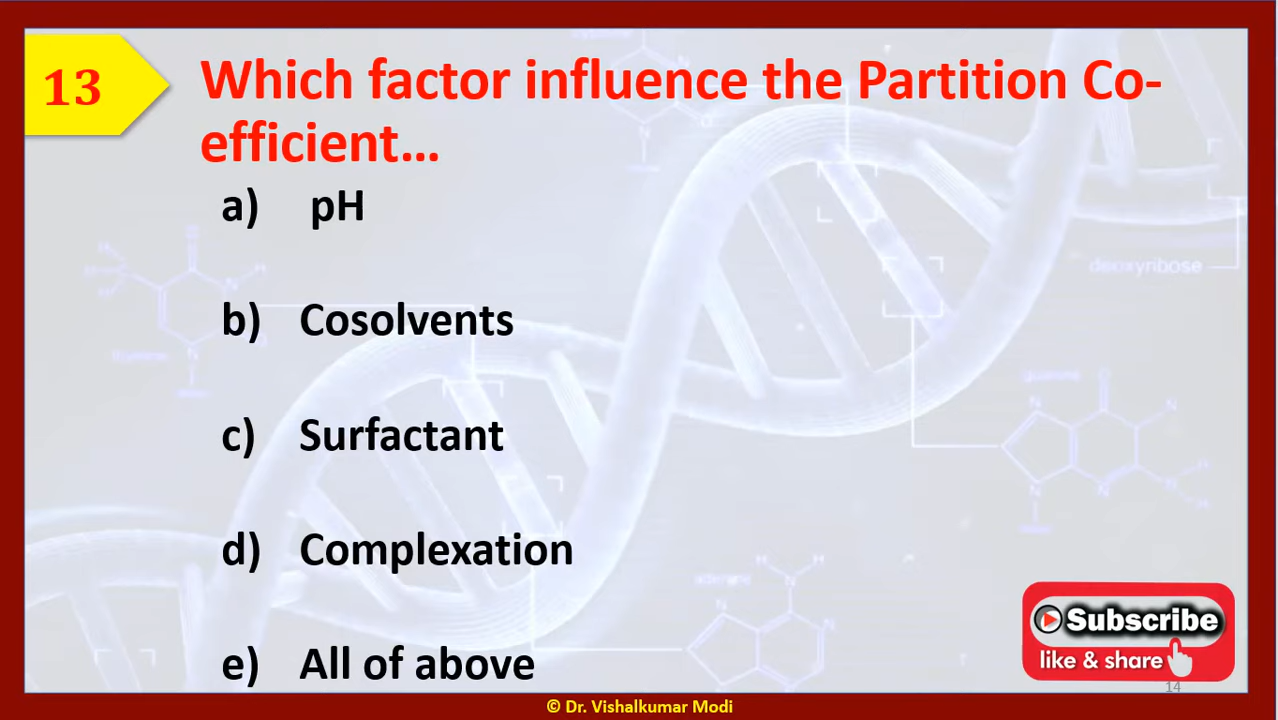 13
Which factor influence the Partition Co-
efficient...
a) pH
b) Cosolvents
deoxyribose
c) Surfactant
d) Complexation
e) All of above
Subscribe
like & share
14
© Dr. Vishalkumar Modi